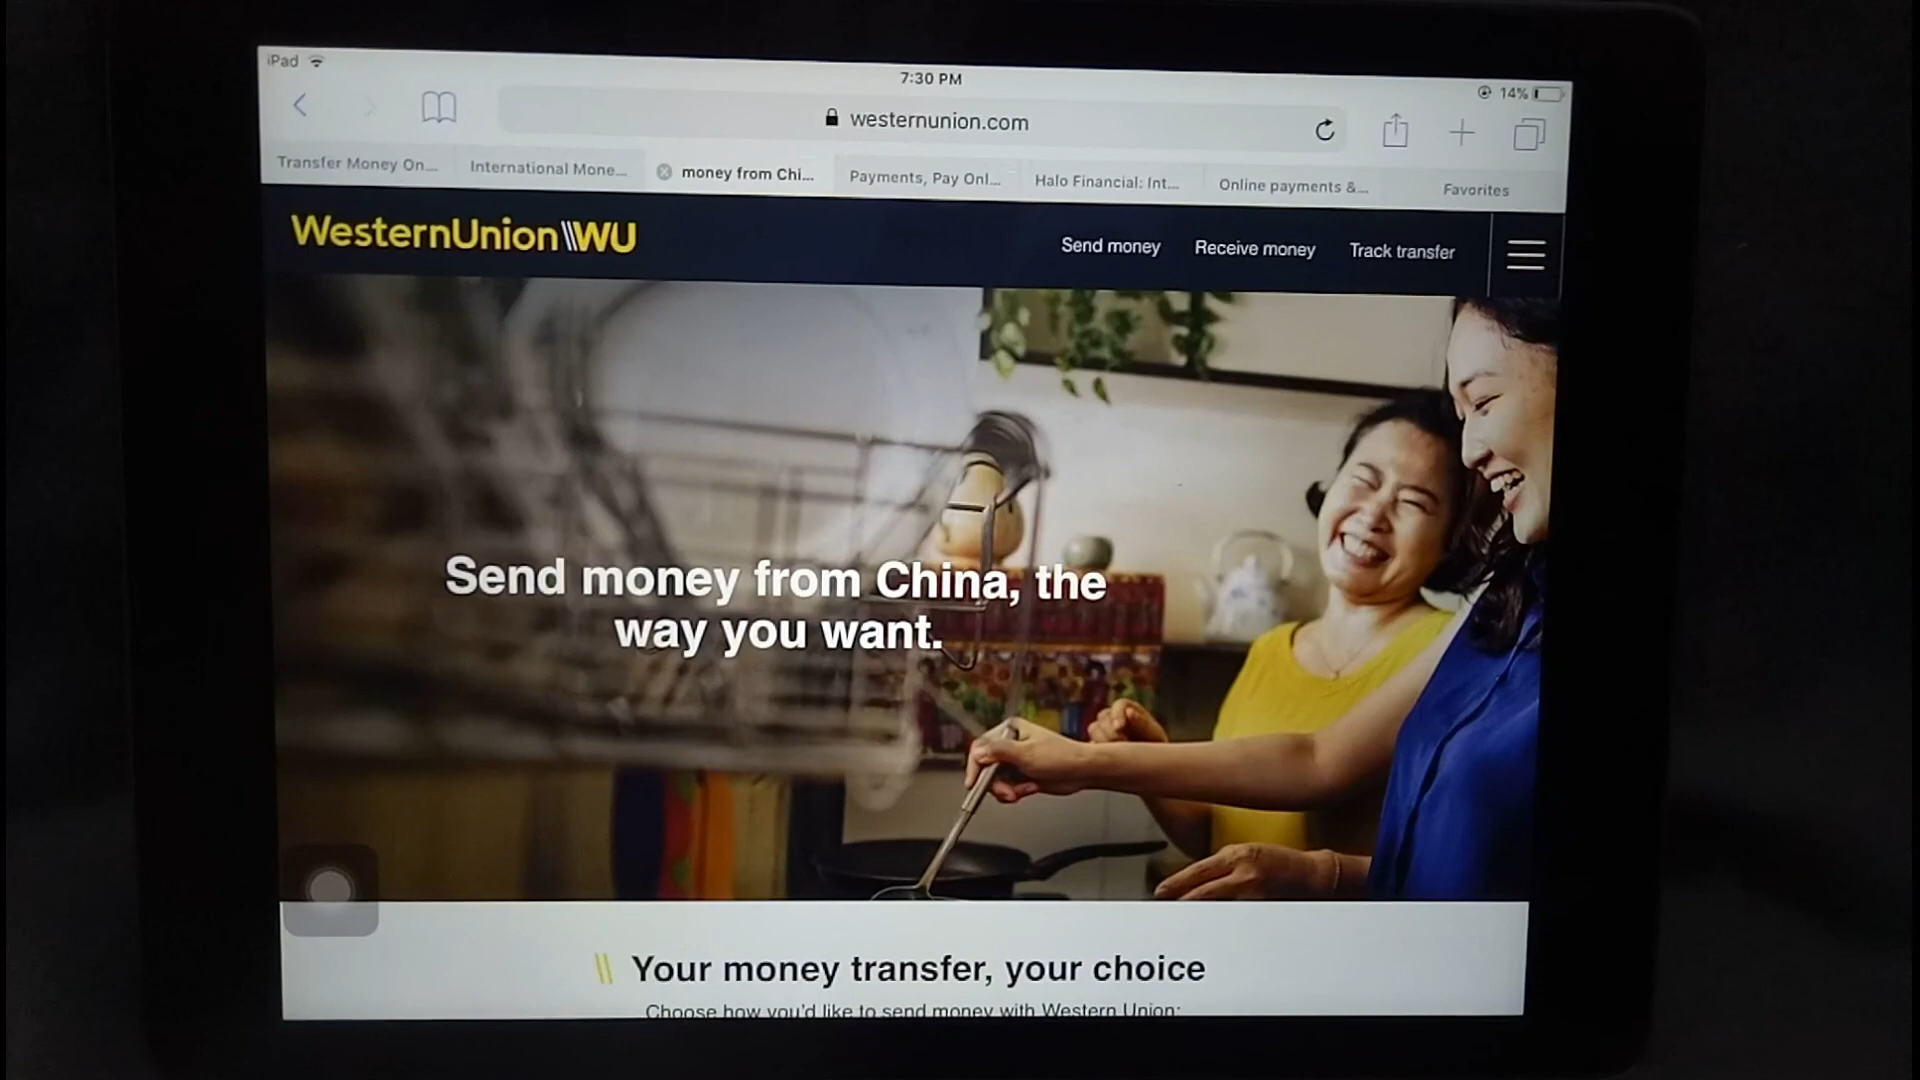 iPad
7:30 PM
14%
westernunion.com
Transfer Money On...
International Mone...
money from Chi...
Payments, Pay Onl...
Halo Financial: Int...
Online payments &...
Favorites
WesternUnion\\WU
Send money
Receive money
Track transfer
Send money from China, the
way you want.
Your money transfer, your choice
Choose how you'd like to send money with Western Union: